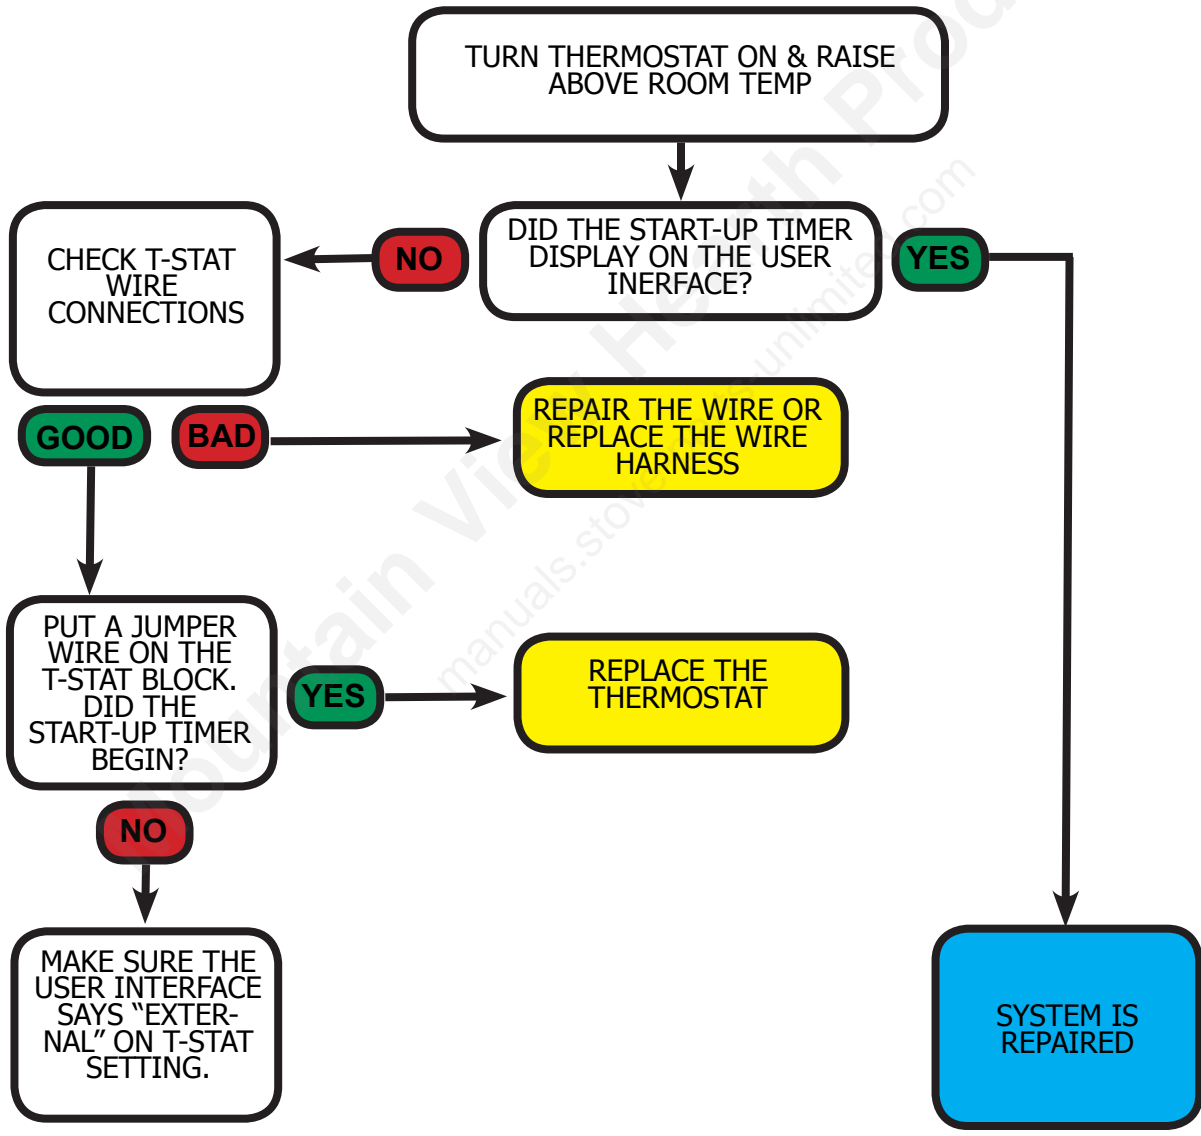 TURN THERMOSTAT ON & RAISE
ABOVE ROOM TEMP
DID THE START-UP TIMER
DISPLAY ON THE USER
INERFACE?
NO
YES
CHECK T-STAT
WIRE
CONNECTIONS
GOOD
BAD
REPAIR THE WIRE OR
REPLACE THE WIRE
HARNESS
PUT A JUMPER
WIRE ON THE
T-STAT BLOCK.
DID THE
START-UP TIMER
BEGIN?
YES
REPLACE THE
THERMOSTAT
NO
MAKE SURE THE
USER INTERFACE
SAYS “EXTER-
NAL” ON T-STAT
SETTING.
SYSTEM IS
REPAIRED